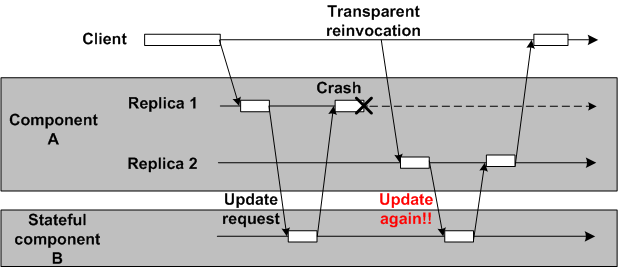 Transparent
reinvocation
Client
Crash
Replica 1
Component
A
Replica 2
Update
request
Update
again!!
Stateful
component
B